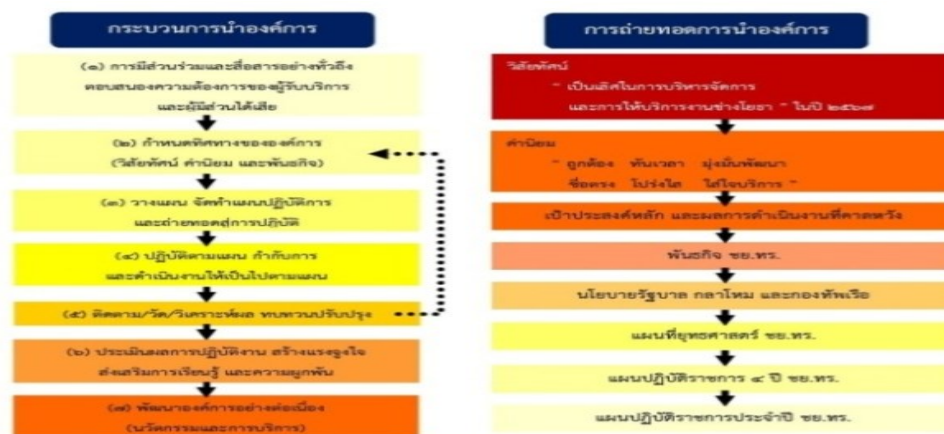 กระบวนการนำองค์การ
(๑) การมีส่วนร่วมและสื่อสารอย่างทั่วถึง
ตอบสนองความต้องการของผู้รับบริการ
และผู้มีส่วนได้เสีย
(๒) กำหนดทิศทางขององค์การ
(วิสัยทัศน์ ค่านิยม และพันธกิจ)
(๓) วางแผน จัดทำแผนปฏิบัติการ
และถ่ายทอดสู่การปฏิบัติ
(๔) ปฏิบัติตามแผน กำกับการ
และดำเนินงานให้เป็นไปตามแผน
(๕) ติดตาม/วัด/วิเคราะห์ผล ทบทวนปรับปรุง
(๖) ประเมินผลการปฏิบัติงาน สร้างแรงจูงใจ
ส่งเสริมการเรียนรู้ และความผูกพัน
(๗) พัฒนาองค์การอย่างต่อเนื่อง
(นวัตกรรมและการบริการ)
การถ่ายทอดการนำองค์การ
วิสัยทัศน์
" เป็นเลิศในการบริหารจัดการ
และการให้บริการงานช่างโยธา " ในปี ๒๕๖๗
ค่านิยม
" ถูกต้อง ทันเวลา มุ่งมั่นพัฒนา
ซื่อตรง โปร่งใส ใส่ใจบริการ "
เป้าประสงค์หลัก และผลการดำเนินงานที่คาดหวัง
พันธกิจ ชย.ทร.
นโยบายรัฐบาล กลาโหม และกองทัพเรือ
แผนที่ยุทธศาสตร์ ชย.ทร.
แผนปฏิบัติราชการ ๔ ปี ชย.ทร.
แผนปฏิบัติราชการประจำปี ชย.ทร.